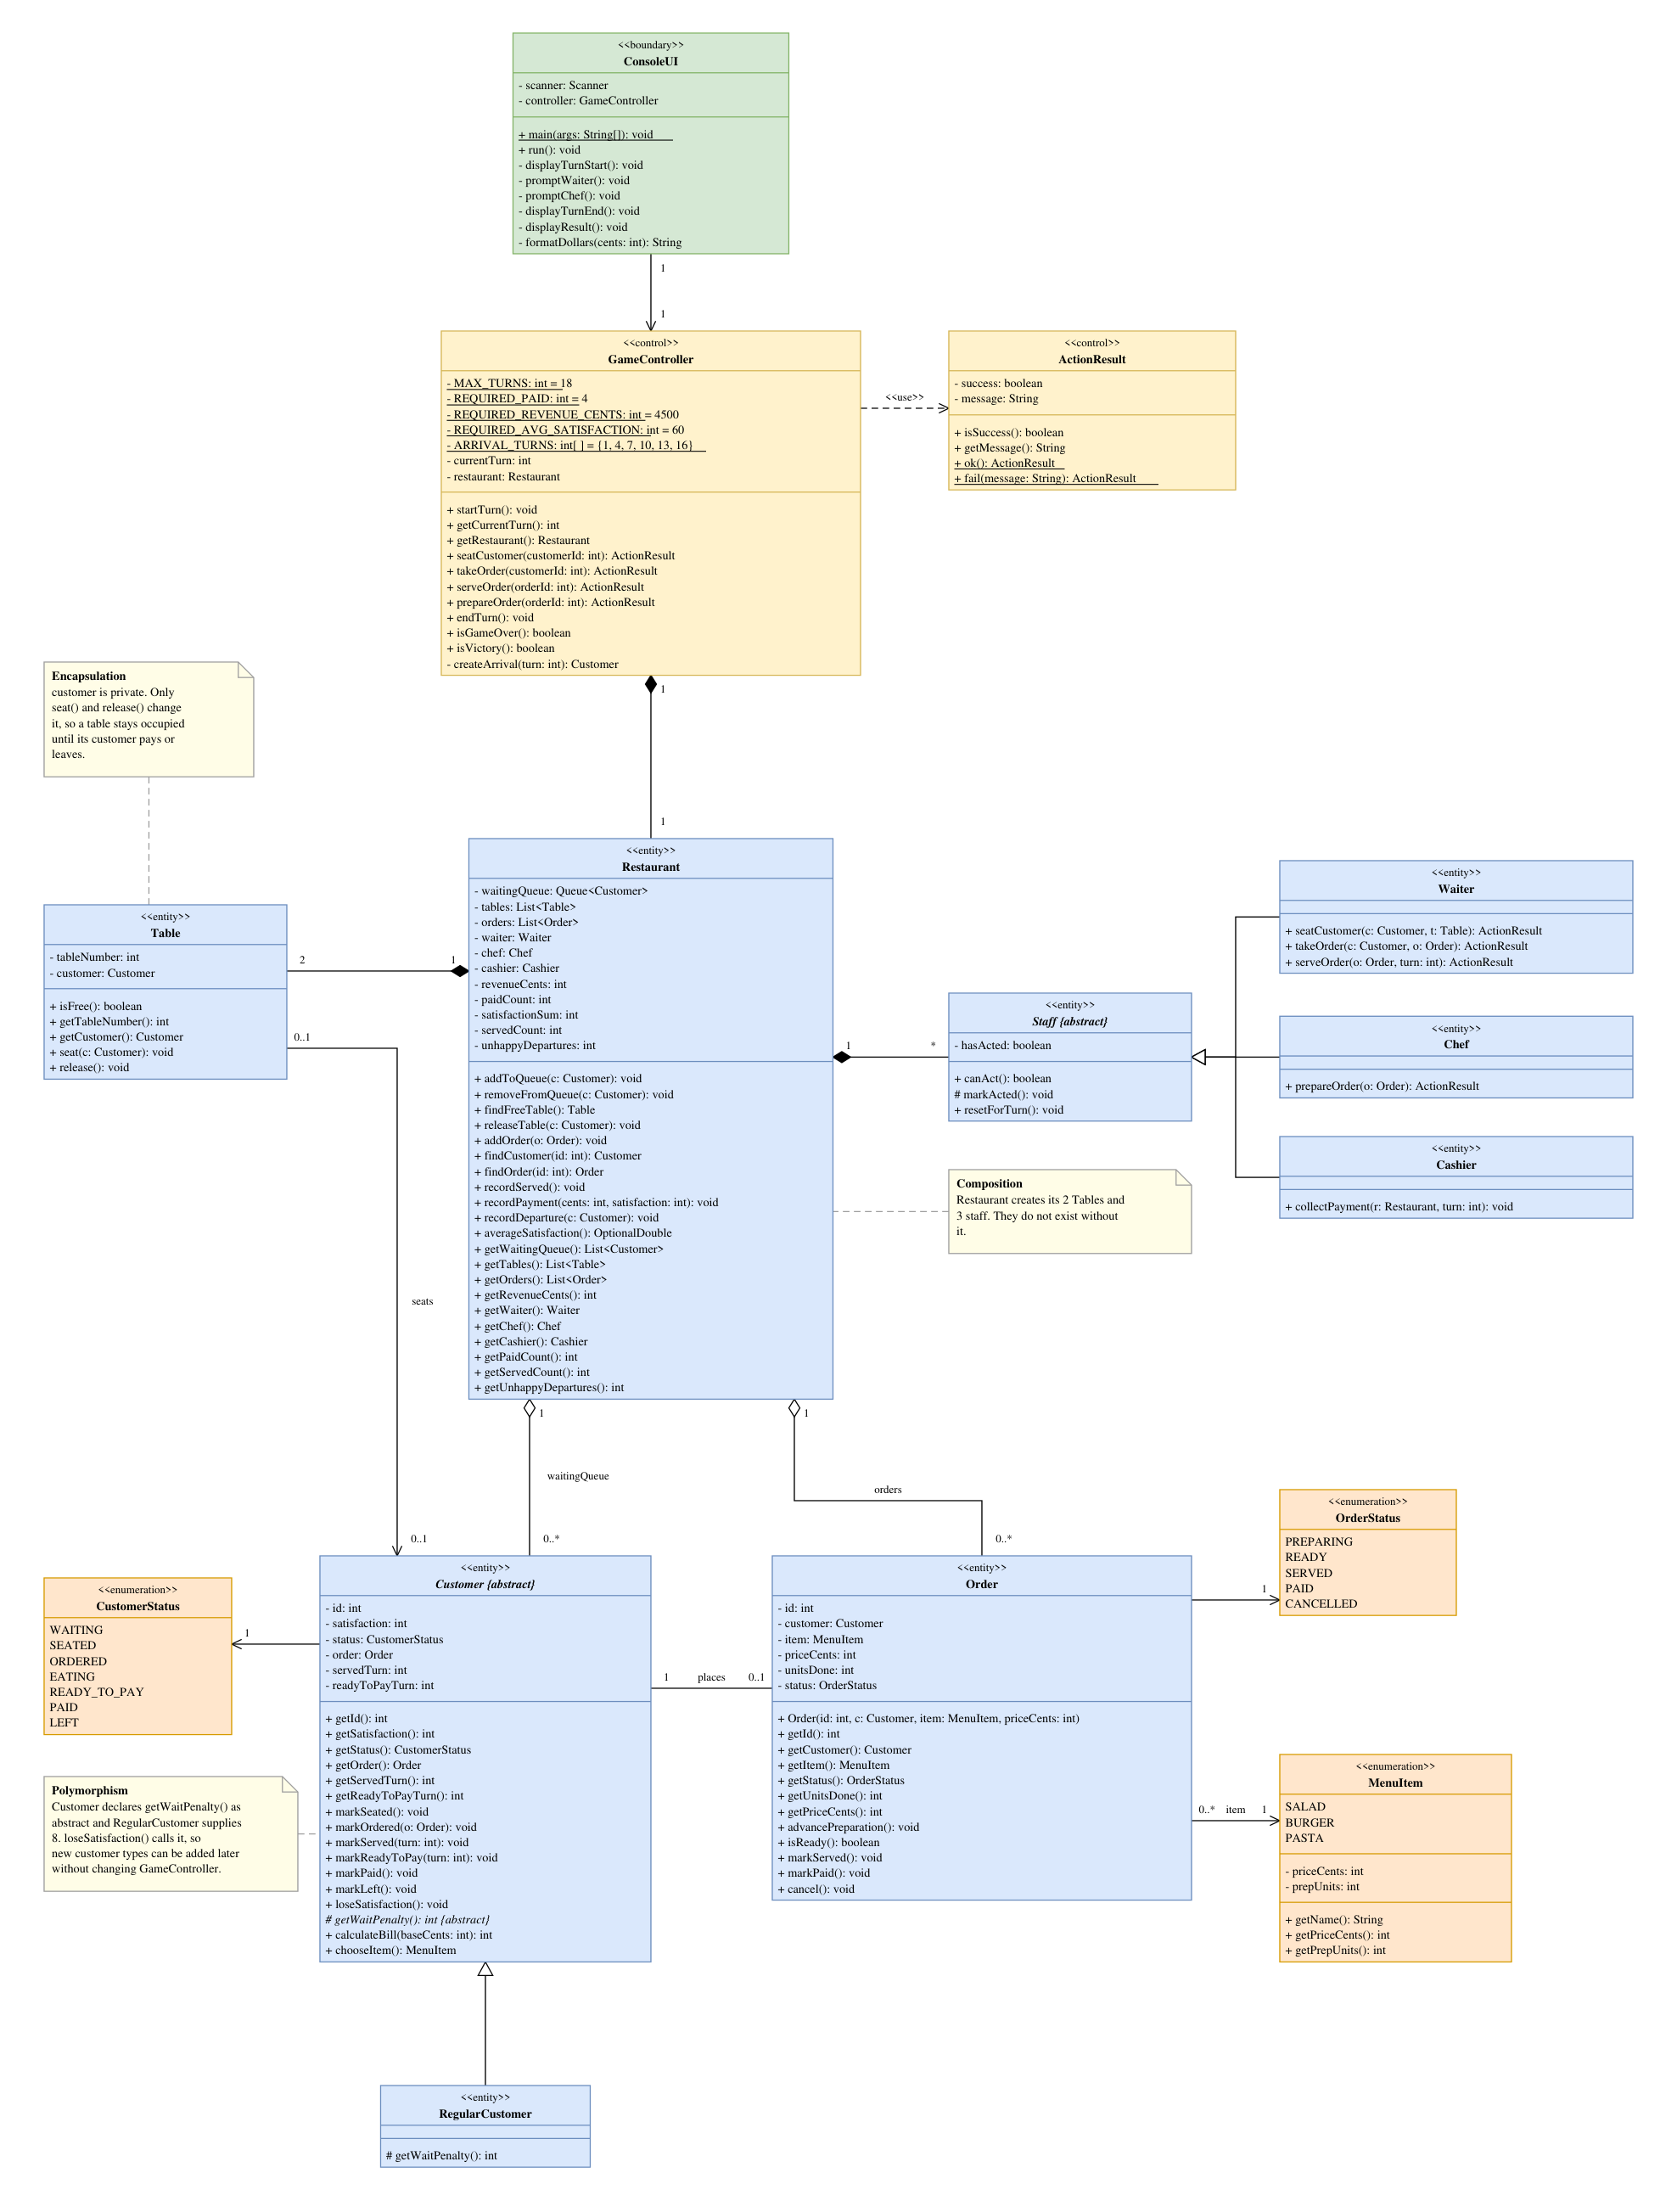 <<boundary>>
ConsoleUI
- scanner: Scanner
- controller: GameController
+ main(args: String[]): void
+ run(): void
- displayTurnStart(): void
- promptWaiter(): void
- promptChef(): void
- displayTurnEnd(): void
- displayResult(): void
- formatDollars(cents: int): String
1
1
<<control>>
GameController
- MAX_TURNS: int = 18
- REQUIRED_PAID: int = 4
- REQUIRED_REVENUE_CENTS: int = 4500
- REQUIRED_AVG_SATISFACTION: int = 60
- ARRIVAL_TURNS: int[ ] = {1, 4, 7, 10, 13, 16}
- currentTurn: int
- restaurant: Restaurant
+ startTurn(): void
+ getCurrentTurn(): int
+ getRestaurant(): Restaurant
+ seatCustomer(customerId: int): ActionResult
+ takeOrder(customerId: int): ActionResult
+ serveOrder(orderId: int): ActionResult
+ prepareOrder(orderId: int): ActionResult
+ endTurn(): void
+ isGameOver(): boolean
+ isVictory(): boolean
- createArrival(turn: int): Customer
<<use>>
<<control>>
ActionResult
- success: boolean
- message: String
+ isSuccess(): boolean
+ getMessage(): String
+ ok(): ActionResult
+ fail(message: String): ActionResult
1
1
Encapsulation
customer is private. Only
seat() and release() change
it, so a table stays occupied
until its customer pays or
leaves.
<<entity>>
Table
- tableNumber: int
- customer: Customer
+ isFree(): boolean
+ getTableNumber(): int
+ getCustomer(): Customer
+ seat(c: Customer): void
+ release(): void
2
1
0..1
seats
0..1
<<entity>>
Restaurant
- waitingQueue: Queue<Customer>
- tables: List<Table>
- orders: List<Order>
- waiter: Waiter
- chef: Chef
- cashier: Cashier
- revenueCents: int
- paidCount: int
- satisfactionSum: int
- servedCount: int
- unhappyDepartures: int
+ addToQueue(c: Customer): void
+ removeFromQueue(c: Customer): void
+ findFreeTable(): Table
+ releaseTable(c: Customer): void
+ addOrder(o: Order): void
+ findCustomer(id: int): Customer
+ findOrder(id: int): Order
+ recordServed(): void
+ recordPayment(cents: int, satisfaction: int): void
+ recordDeparture(c: Customer): void
+ averageSatisfaction(): OptionalDouble
+ getWaitingQueue(): List<Customer>
+ getTables(): List<Table>
+ getOrders(): List<Order>
+ getRevenueCents(): int
+ getWaiter(): Waiter
+ getChef(): Chef
+ getCashier(): Cashier
+ getPaidCount(): int
+ getServedCount(): int
+ getUnhappyDepartures(): int
1
*
<<entity>>
Staff {abstract}
- hasActed: boolean
+ canAct(): boolean
# markActed(): void
+ resetForTurn(): void
<<entity>>
Waiter
+ seatCustomer(c: Customer, t: Table): ActionResult
+ takeOrder(c: Customer, o: Order): ActionResult
+ serveOrder(o: Order, turn: int): ActionResult
<<entity>>
Chef
+ prepareOrder(o: Order): ActionResult
<<entity>>
Cashier
+ collectPayment(r: Restaurant, turn: int): void
Composition
Restaurant creates its 2 Tables and
3 staff. They do not exist without
it.
1
waitingQueue
0..*
1
orders
0..*
<<enumeration>>
CustomerStatus
WAITING
SEATED
ORDERED
EATING
READY_TO_PAY
PAID
LEFT
1
<<entity>>
Customer {abstract}
- id: int
- satisfaction: int
- status: CustomerStatus
- order: Order
- servedTurn: int
- readyToPayTurn: int
+ getId(): int
+ getSatisfaction(): int
+ getStatus(): CustomerStatus
+ getOrder(): Order
+ getServedTurn(): int
+ getReadyToPayTurn(): int
+ markSeated(): void
+ markOrdered(o: Order): void
+ markServed(turn: int): void
+ markReadyToPay(turn: int): void
+ markPaid(): void
+ markLeft(): void
+ loseSatisfaction(): void
# getWaitPenalty(): int {abstract}
+ calculateBill(baseCents: int): int
+ chooseItem(): MenuItem
1 places 0..1
<<entity>>
Order
- id: int
- customer: Customer
- item: MenuItem
- priceCents: int
- unitsDone: int
- status: OrderStatus
+ Order(id: int, c: Customer, item: MenuItem, priceCents: int)
+ getId(): int
+ getCustomer(): Customer
+ getItem(): MenuItem
+ getStatus(): OrderStatus
+ getUnitsDone(): int
+ getPriceCents(): int
+ advancePreparation(): void
+ isReady(): boolean
+ markServed(): void
+ markPaid(): void
+ cancel(): void
1
<<enumeration>>
OrderStatus
PREPARING
READY
SERVED
PAID
CANCELLED
0..* item 1
<<enumeration>>
MenuItem
SALAD
BURGER
PASTA
- priceCents: int
- prepUnits: int
+ getName(): String
+ getPriceCents(): int
+ getPrepUnits(): int
Polymorphism
Customer declares getWaitPenalty() as
abstract and RegularCustomer supplies
8. loseSatisfaction() calls it, so
new customer types can be added later
without changing GameController.
<<entity>>
RegularCustomer
# getWaitPenalty(): int